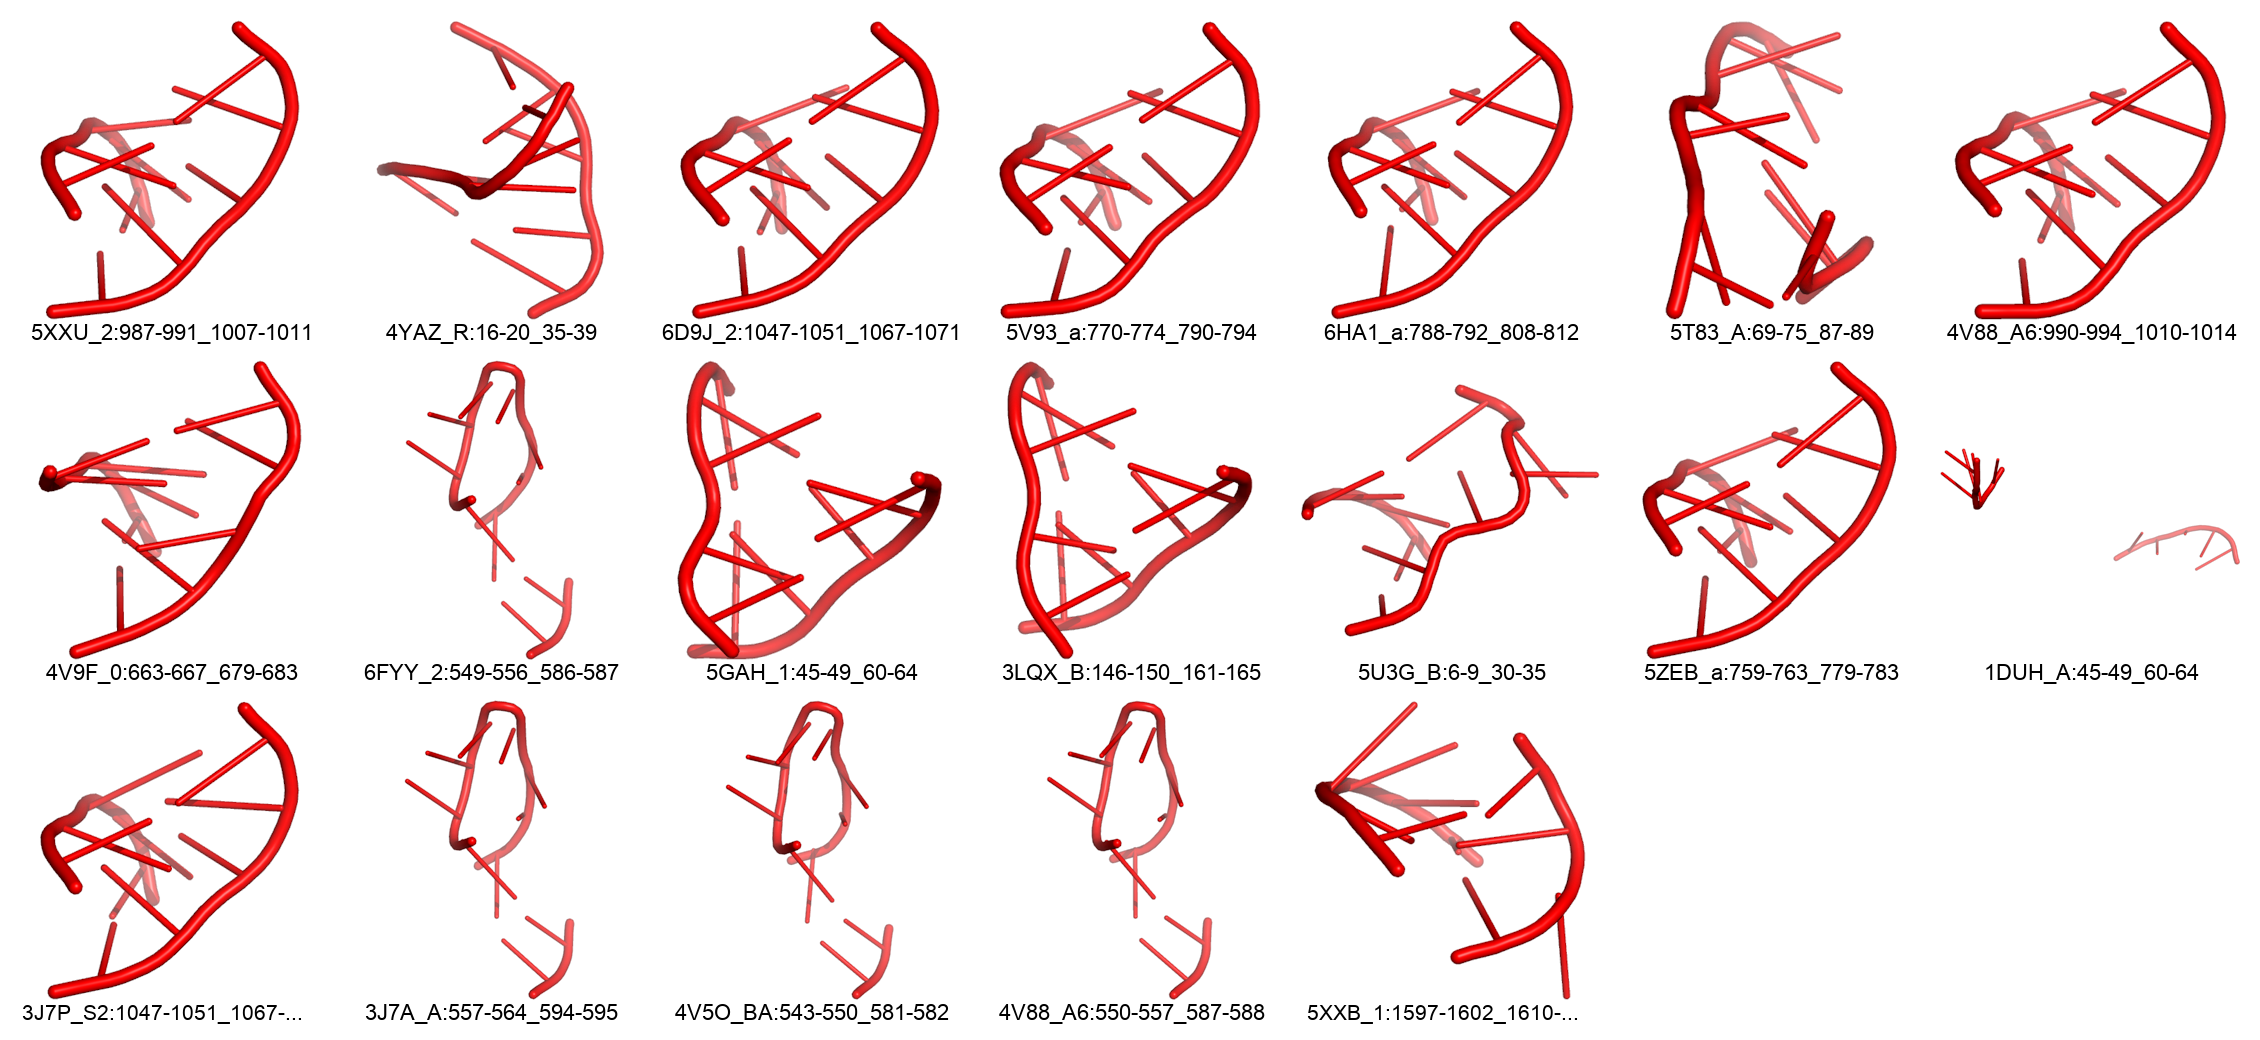 5XXU_2:987-991_1007-1011
4YAZ_R:16-20_35-39
6D9J_2:1047-1051_1067-1071
5V93_a:770-774_790-794
6HA1_a:788-792_808-812
5T83_A:69-75_87-89
4V88_A6:990-994_1010-1014
4V9F_0:663-667_679-683
6FYY_2:549-556_586-587
5GAH_1:45-49_60-64
3LQX_B:146-150_161-165
5U3G_B:6-9_30-35
5ZEB_a:759-763_779-783
1DUH_A:45-49_60-64
3J7P_S2:1047-1051_1067-...
3J7A_A:557-564_594-595
4V5O_BA:543-550_581-582
4V88_A6:550-557_587-588
5XXB_1:1597-1602_1610-...